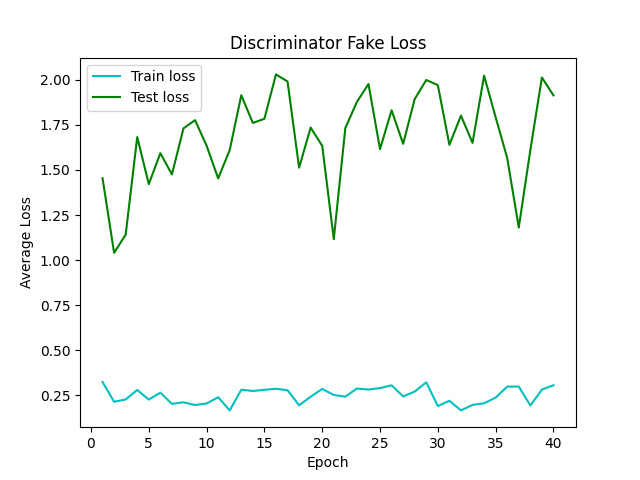 Discriminator Fake Loss
Train loss
Test loss
2.00
1.75
1.50
1.25
1.00
0.75
0.50
0.25
Average Loss
0 5 10 15 20 25 30 35 40
Epoch